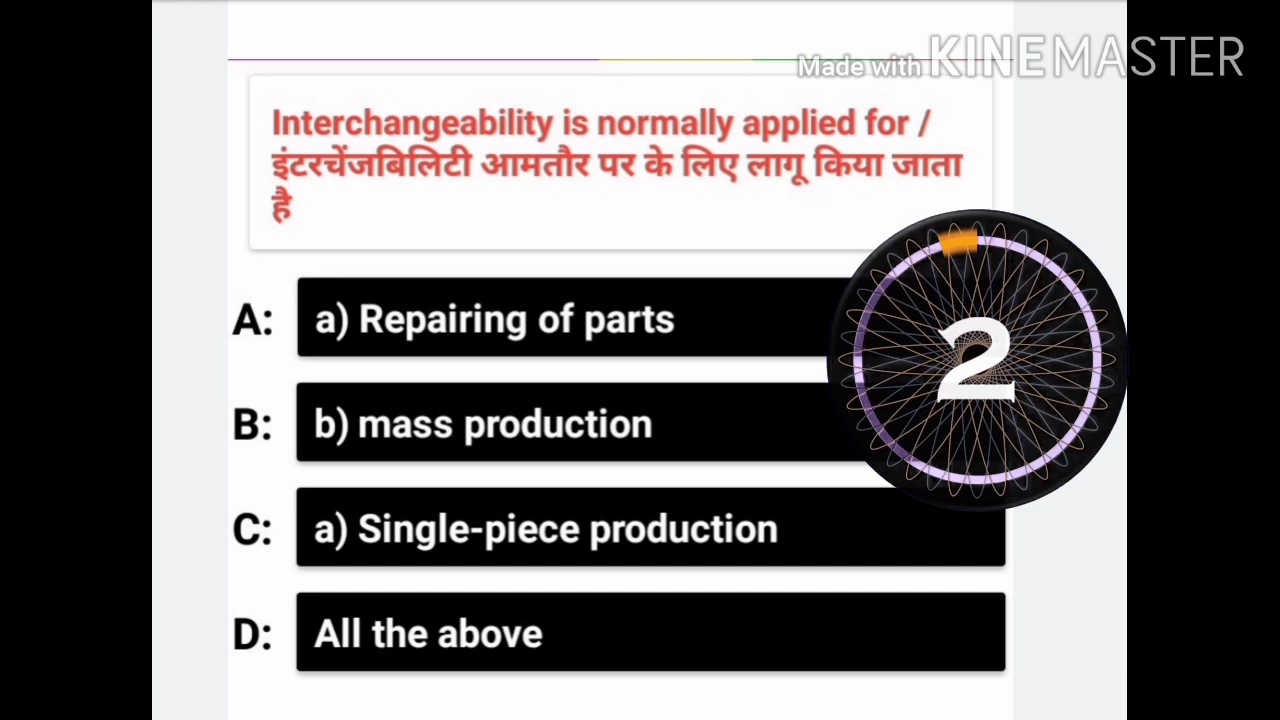 Made with KINEMASTER
Interchangeability is normally applied for /
इंटरचेंजबिलिटी आमतौर पर के लिए लागू किया जाता
है
A: a) Repairing of parts
B: b) mass production
2
C: a) Single-piece production
D: All the above